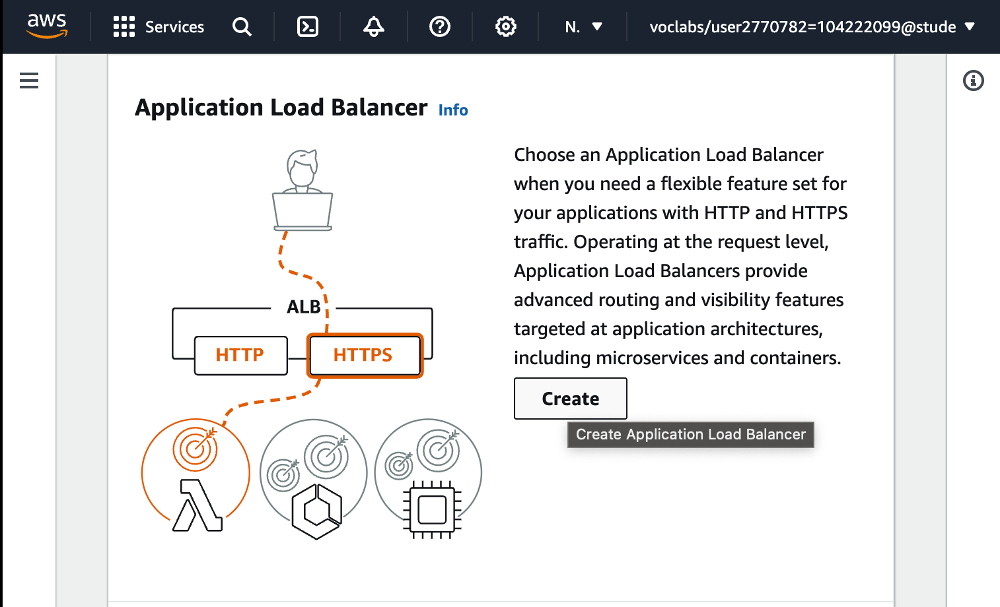 aws
Services
N.
voclabs/user2770782=104222099@stude
Application Load Balancer Info
Choose an Application Load Balancer
when you need a flexible feature set for
your applications with HTTP and HTTPS
traffic. Operating at the request level,
Application Load Balancers provide
advanced routing and visibility features
targeted at application architectures,
including microservices and containers.
Create
Create Application Load Balancer
ALB
HTTP
HTTPS